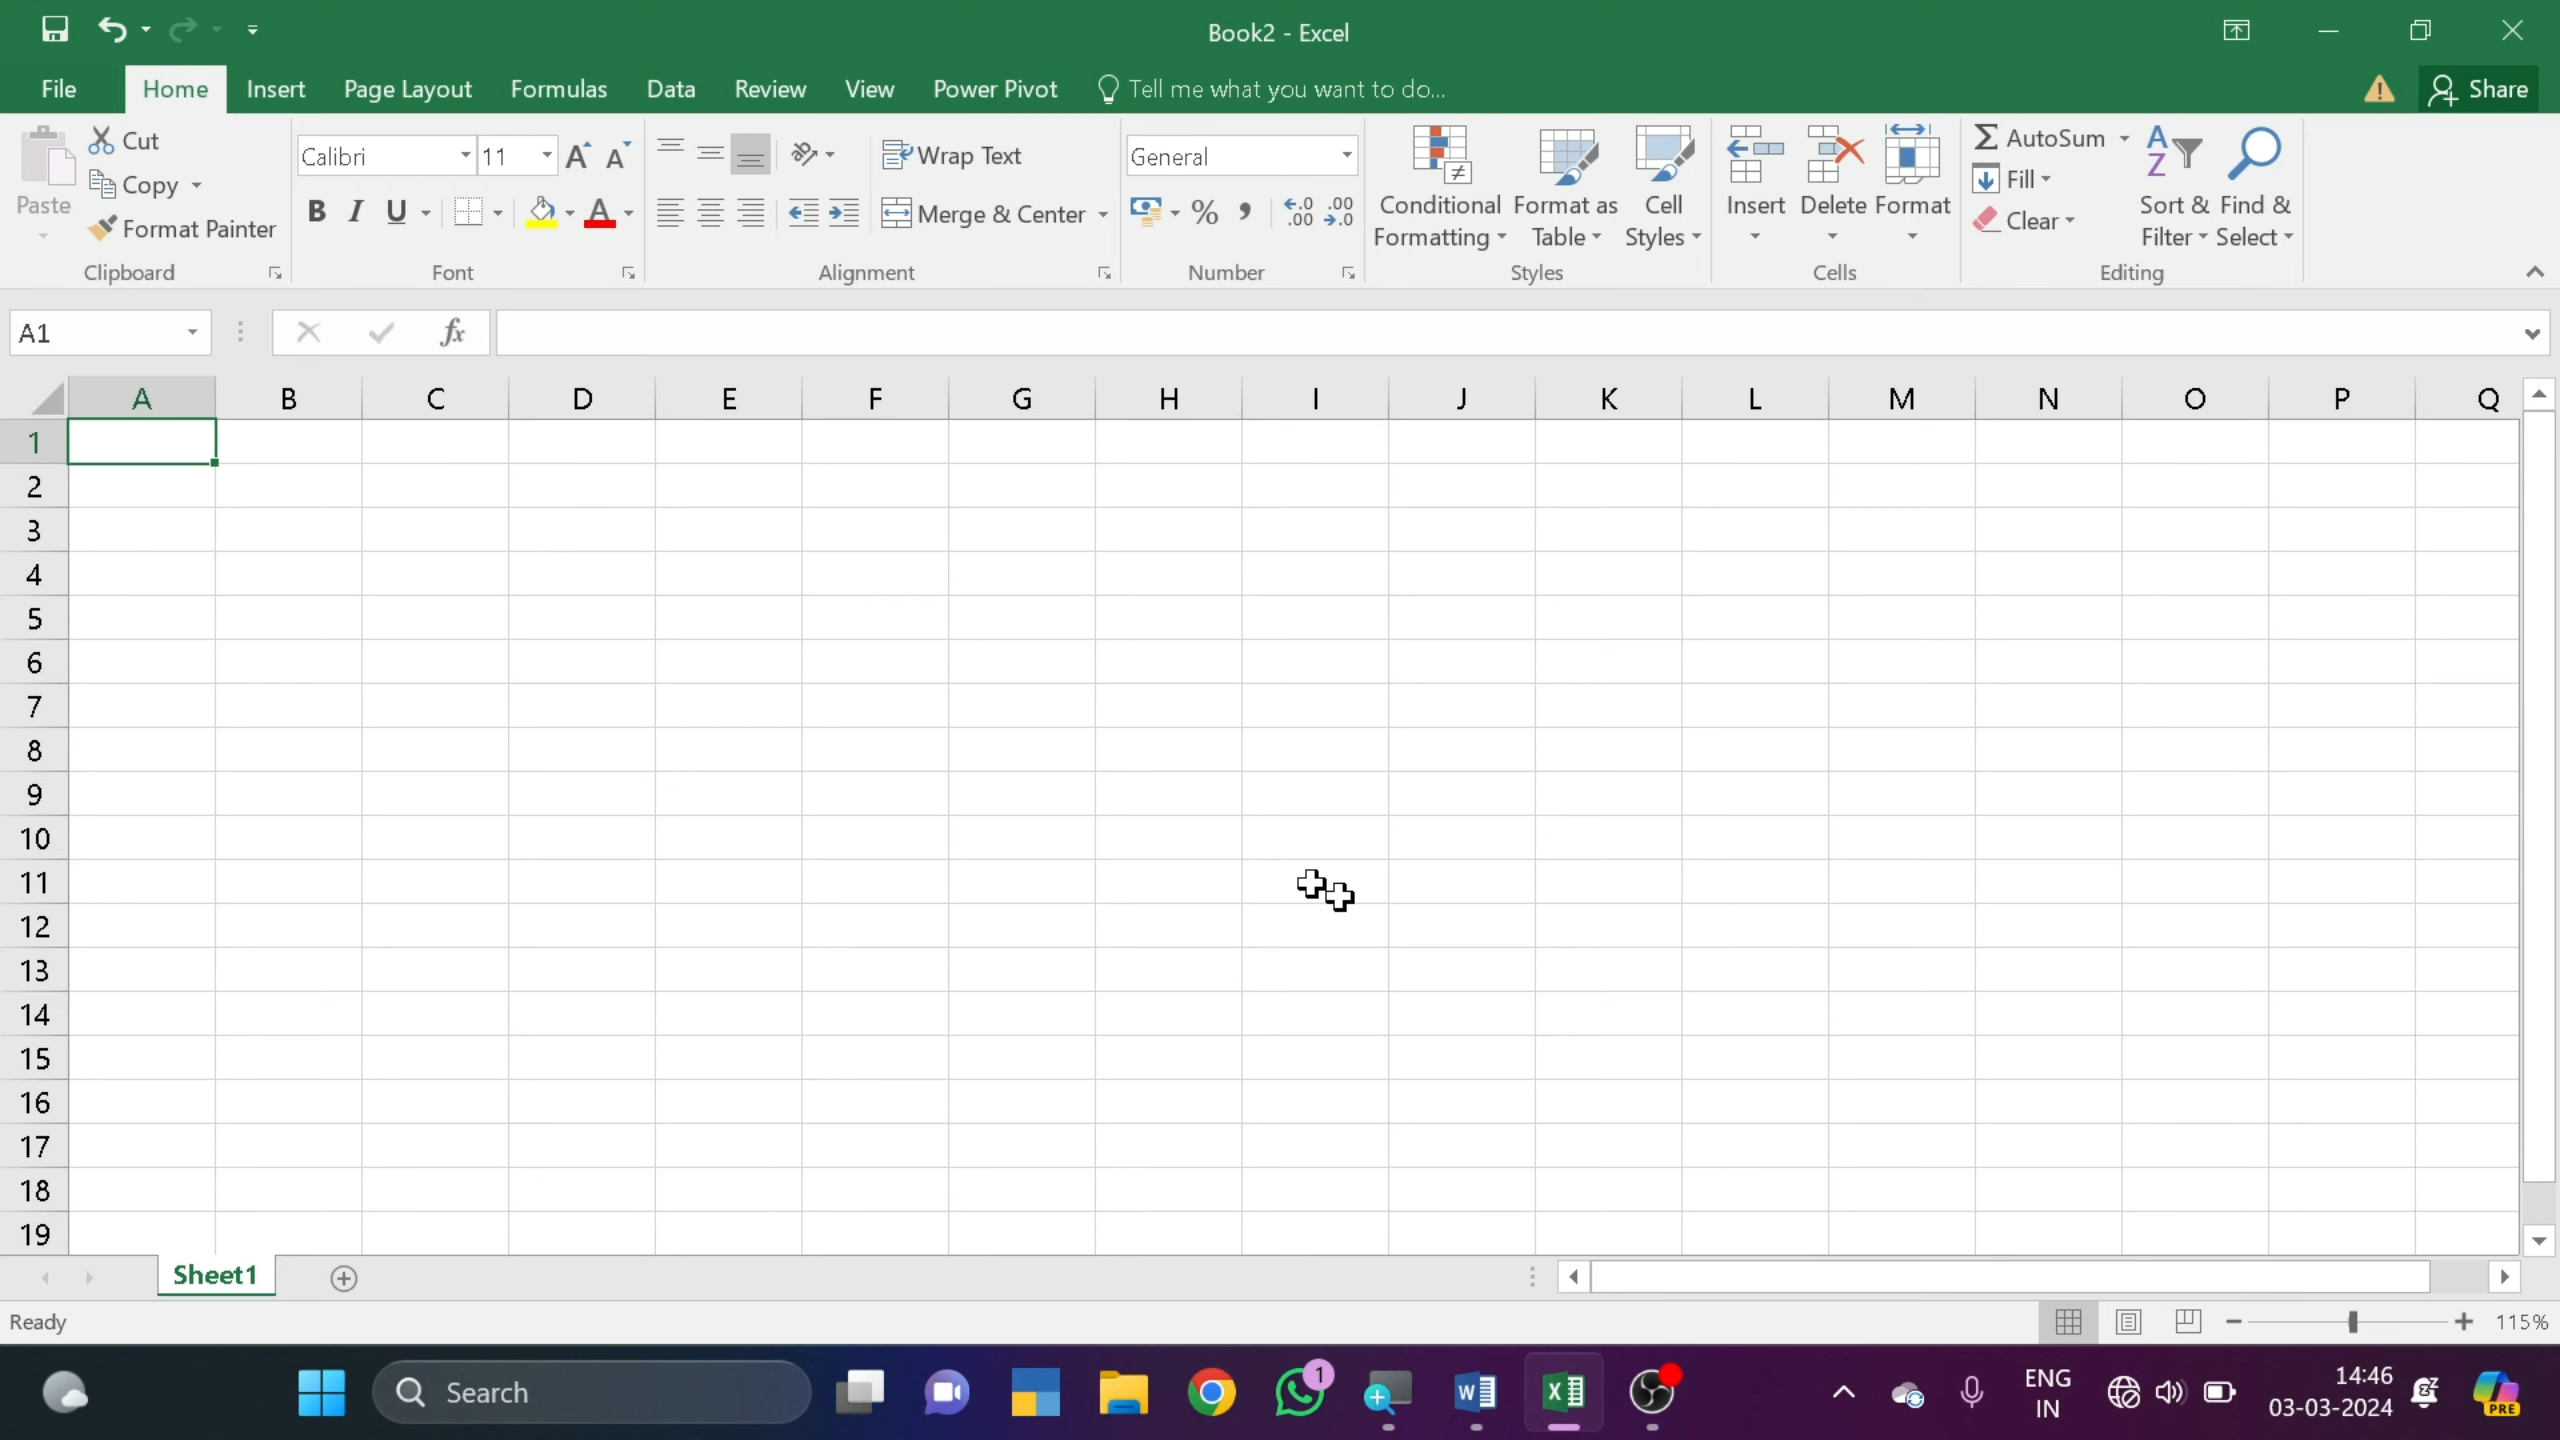 Book2 - Excel
File Home Insert Page Layout Formulas Data Review View Power Pivot Tell me what you want to do... Share
Paste
Cut
Copy
Format Painter
Clipboard
Calibri 11
B I U
Font
Wrap Text
Merge & Center
Alignment
General
%
Number
Conditional Formatting
Format as Table
Cell Styles
Styles
Insert Delete Format
Cells
AutoSum
Fill
Clear
Sort & Filter
Find & Select
Editing
A1
fx
A B C D E F G H I J K L M N O P Q
1
2
3
4
5
6
7
8
9
10
11
12
13
14
15
16
17
18
19
Sheet1
Ready
115%
Search
1
ENG
IN
14:46
03-03-2024
PRE